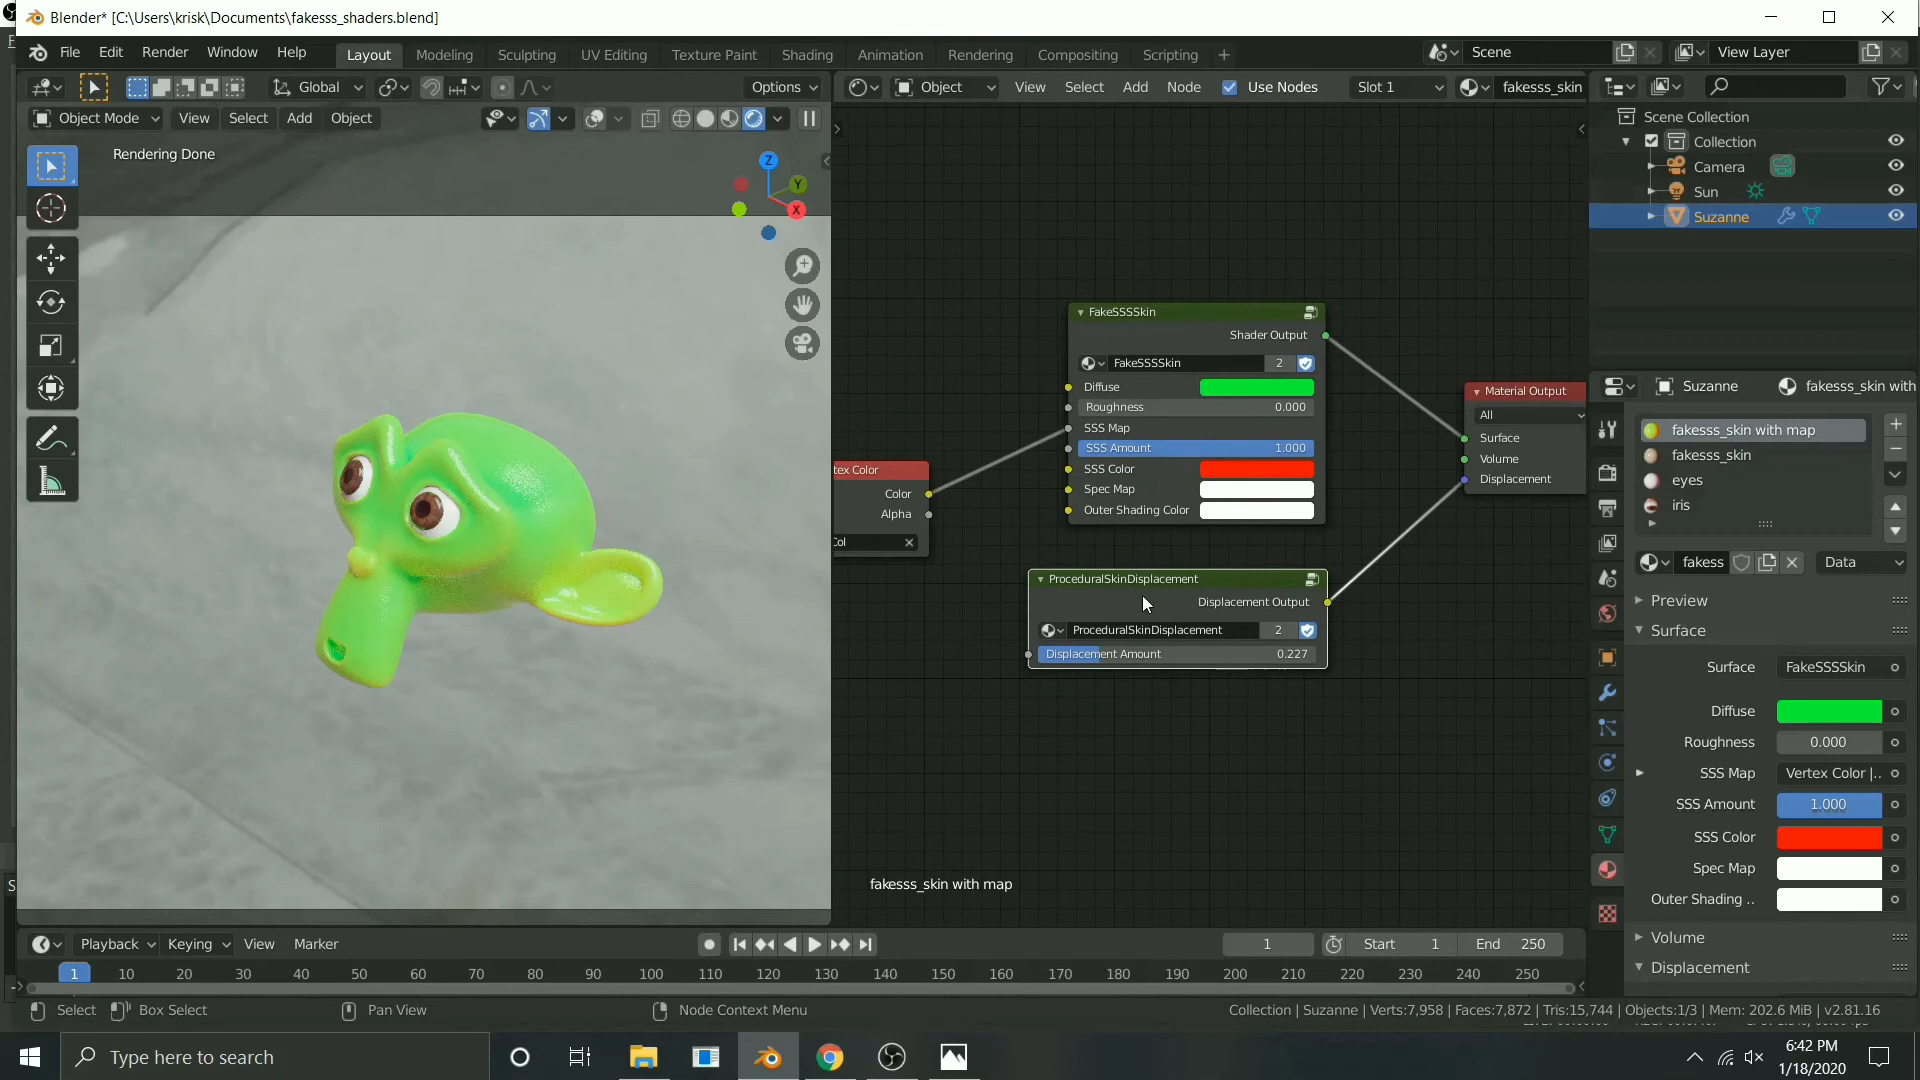 Blender* [C:\Users\krisk\Documents\fakesss_shaders.blend]
File Edit Render Window Help Layout Modeling Sculpting UV Editing Texture Paint Shading Animation Rendering Compositing Scripting + Scene View Layer
Global Options Object View Select Add Node Use Nodes Slot 1 fakesss_skin
Object Mode View Select Add Object
Rendering Done
Z
Y
X
Scene Collection
Collection
Camera
Sun
Suzanne
FakeSSSSkin
Shader Output
FakeSSSSkin 2
Diffuse
Roughness 0.000
SSS Map
SSS Amount 1.000
SSS Color
Spec Map
Outer Shading Color
tex Color
Color
Alpha
Col
Material Output
All
Surface
Volume
Displacement
ProceduralSkinDisplacement
Displacement Output
ProceduralSkinDisplacement 2
Displacement Amount 0.227
fakesss_skin with map
Suzanne fakesss_skin with
fakesss_skin with map
fakesss_skin
eyes
iris
fakess Data
Preview
Surface
Surface FakeSSSSkin
Diffuse
Roughness 0.000
SSS Map Vertex Color |..
SSS Amount 1.000
SSS Color
Spec Map
Outer Shading ..
Volume
Displacement
Playback Keying View Marker 1 Start 1 End 250
1 10 20 30 40 50 60 70 80 90 100 110 120 130 140 150 160 170 180 190 200 210 220 230 240 250
Select Box Select Pan View Node Context Menu Collection | Suzanne | Verts:7,958 | Faces:7,872 | Tris:15,744 | Objects:1/3 | Mem: 202.6 MiB | v2.81.16
Type here to search
6:42 PM
1/18/2020